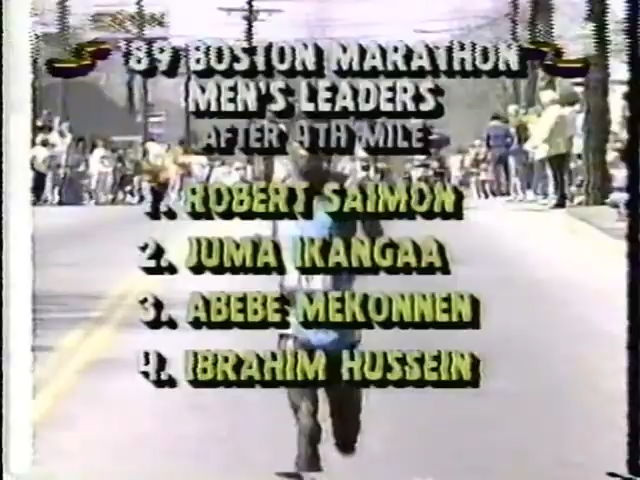 '89 BOSTON MARATHON
MEN'S LEADERS
AFTER 4TH MILE
1. ROBERT SAIMON
2. JUMA IKANGAA
3. ABEBE MEKONNEN
4. IBRAHIM HUSSEIN